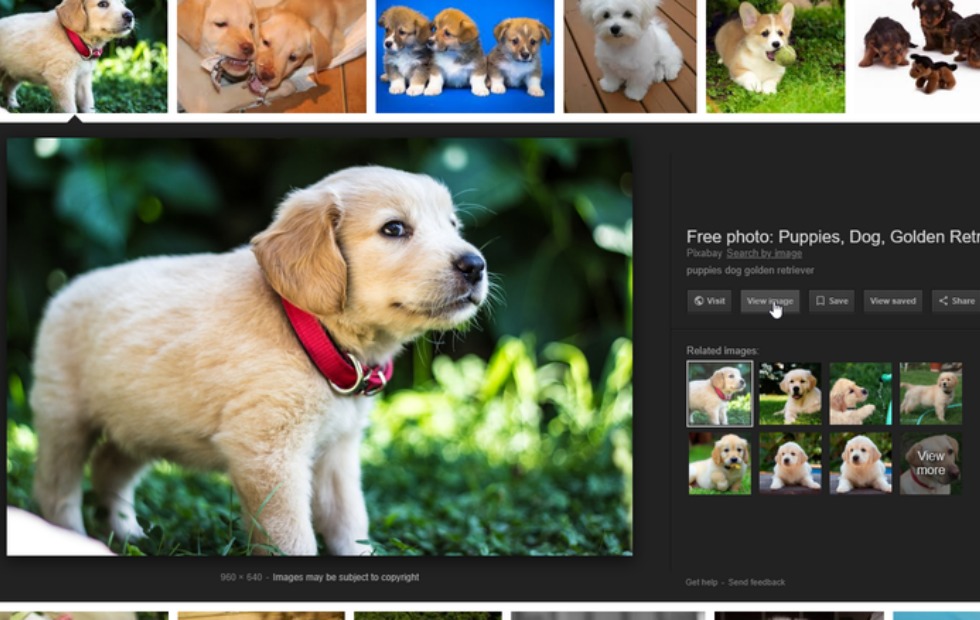 Free photo: Puppies, Dog, Golden Retr
Pixabay Search by image
puppies dog golden retriever
Visit View image Save View saved Share
Related images:
View
more
960 × 640 - Images may be subject to copyright
Get help - Send feedback